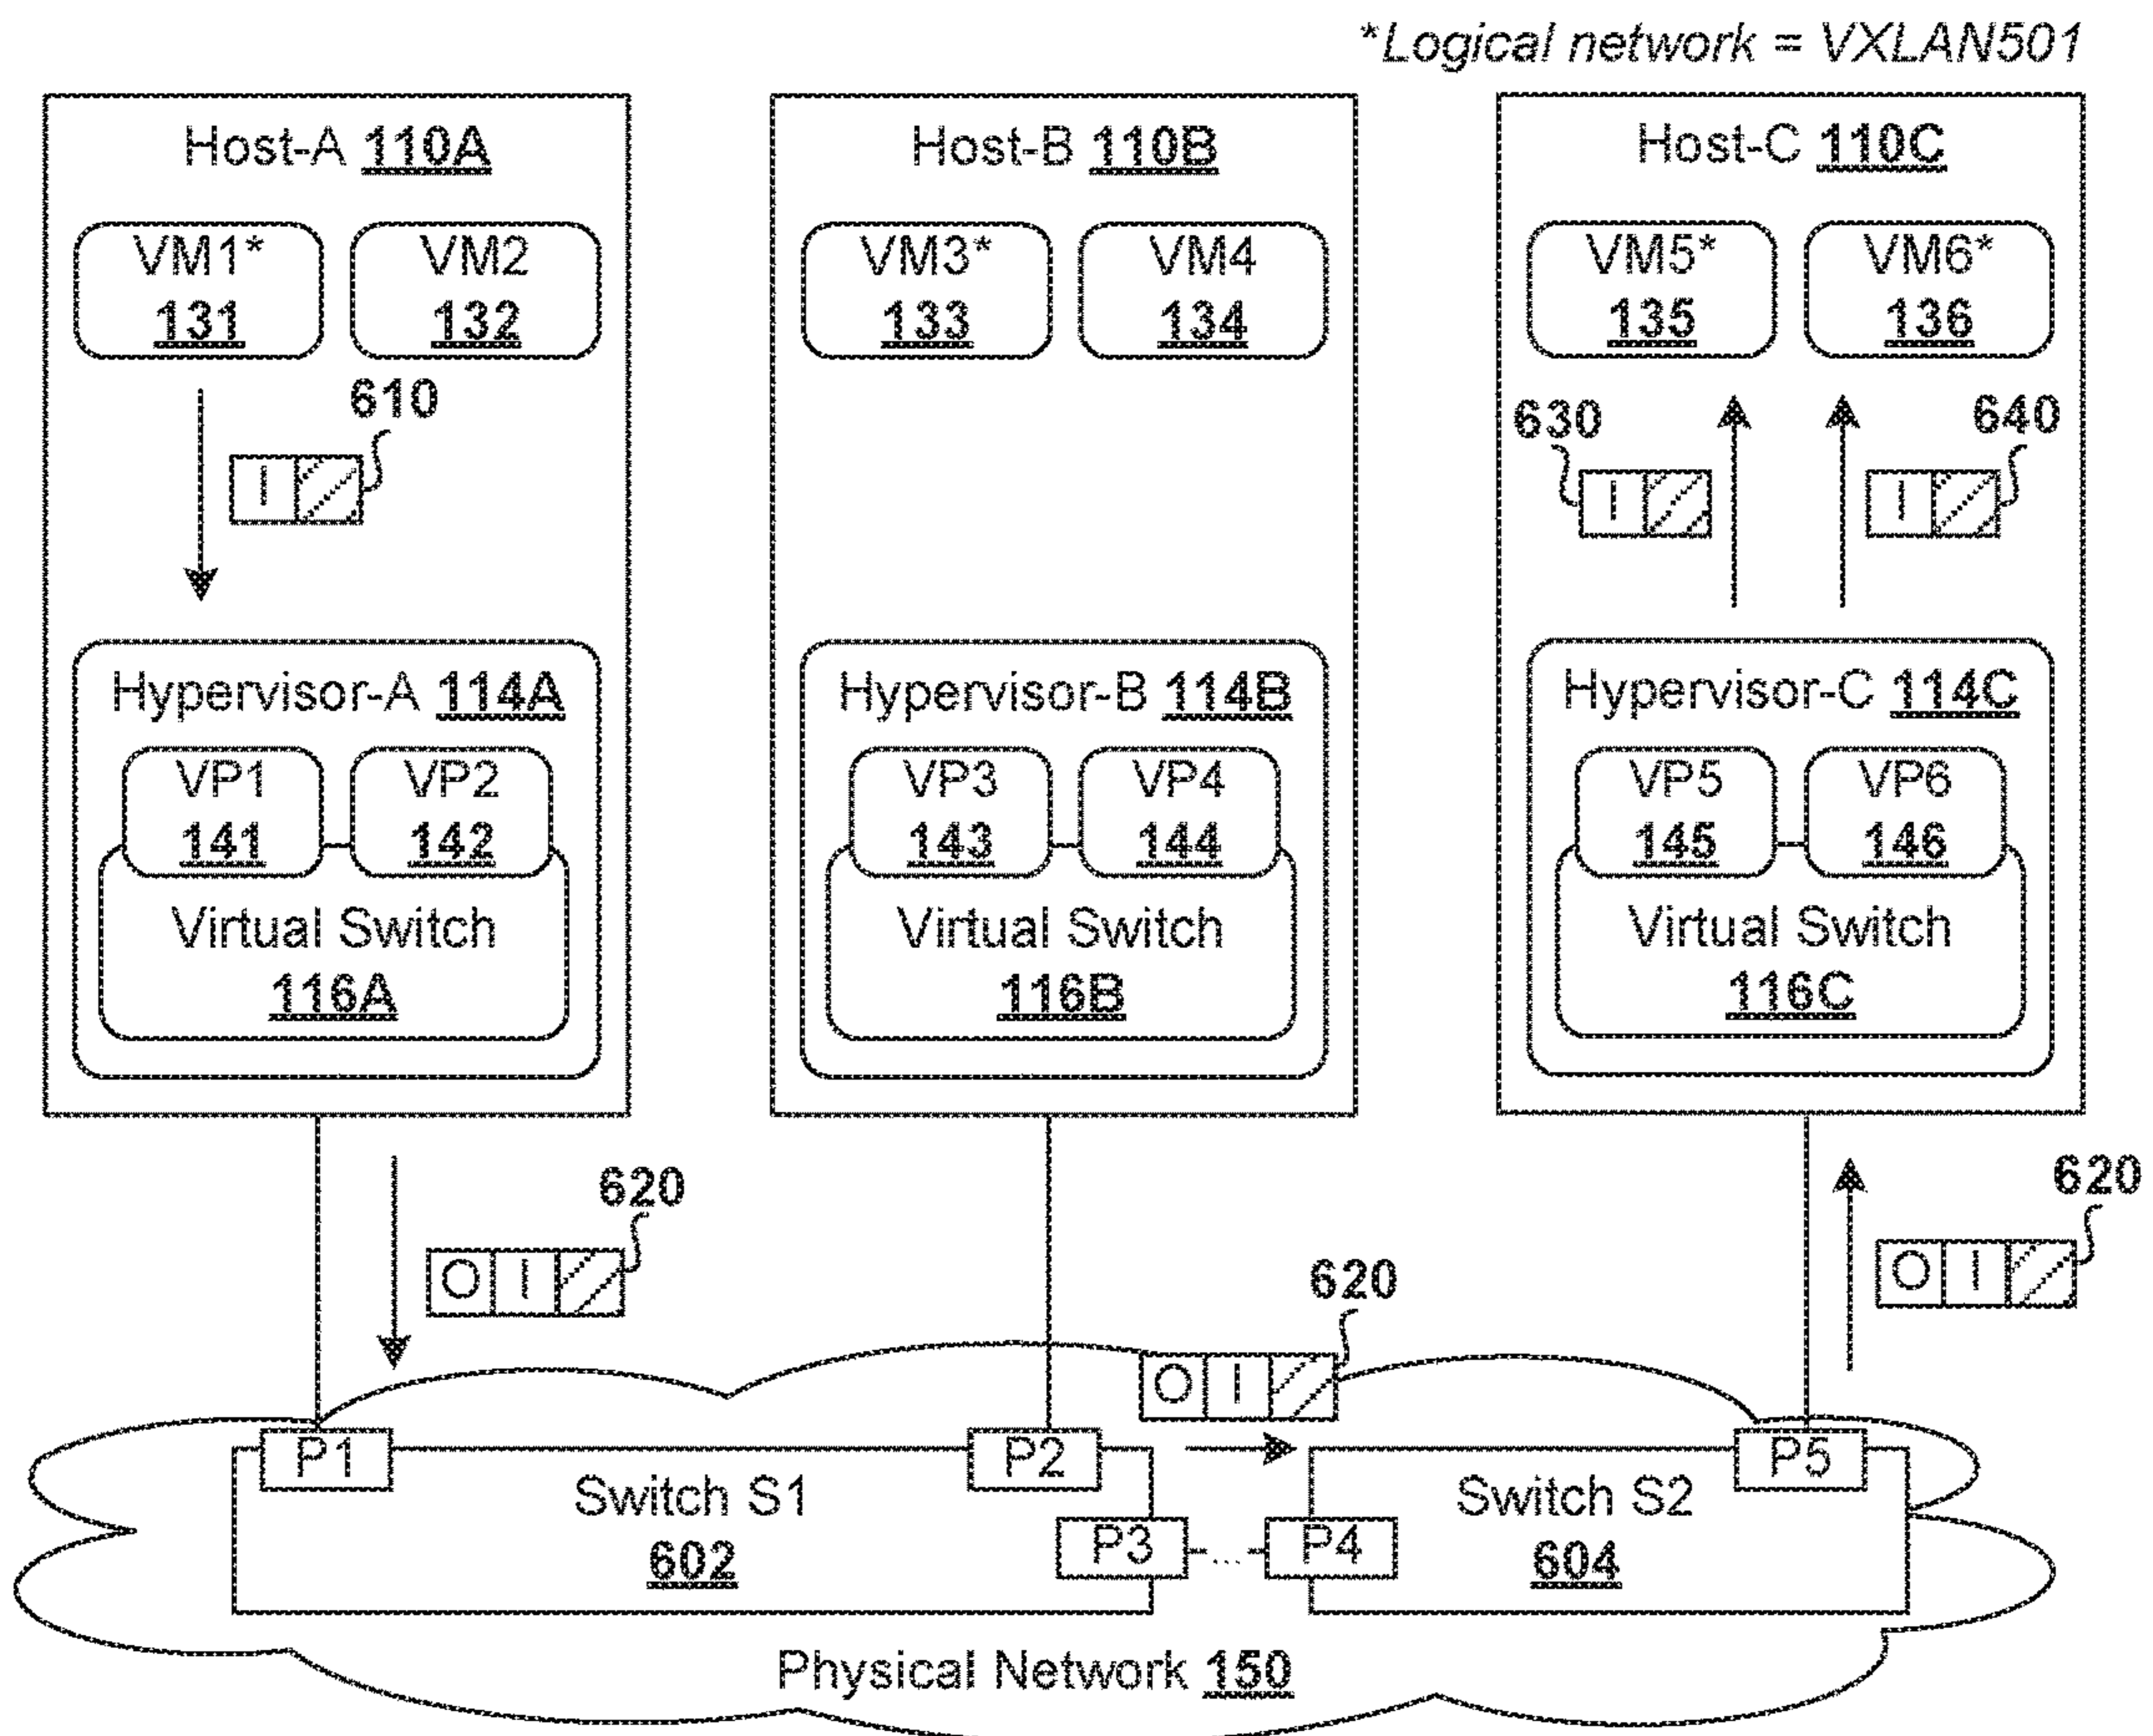 *Logical network = VXLAN501
Host-A 110A
VM1*
131
VM2
132
610
I
Hypervisor-A 114A
VP1
141
VP2
142
Virtual Switch
116A
Host-B 110B
VM3*
133
VM4
134
Hypervisor-B 114B
VP3
143
VP4
144
Virtual Switch
116B
Host-C 110C
VM5*
135
VM6*
136
630
I
640
I
Hypervisor-C 114C
VP5
145
VP6
146
Virtual Switch
116C
620
O I
620
O I
620
O I
P1
P2
Switch S1
602
P3
...
P4
P5
Switch S2
604
Physical Network 150